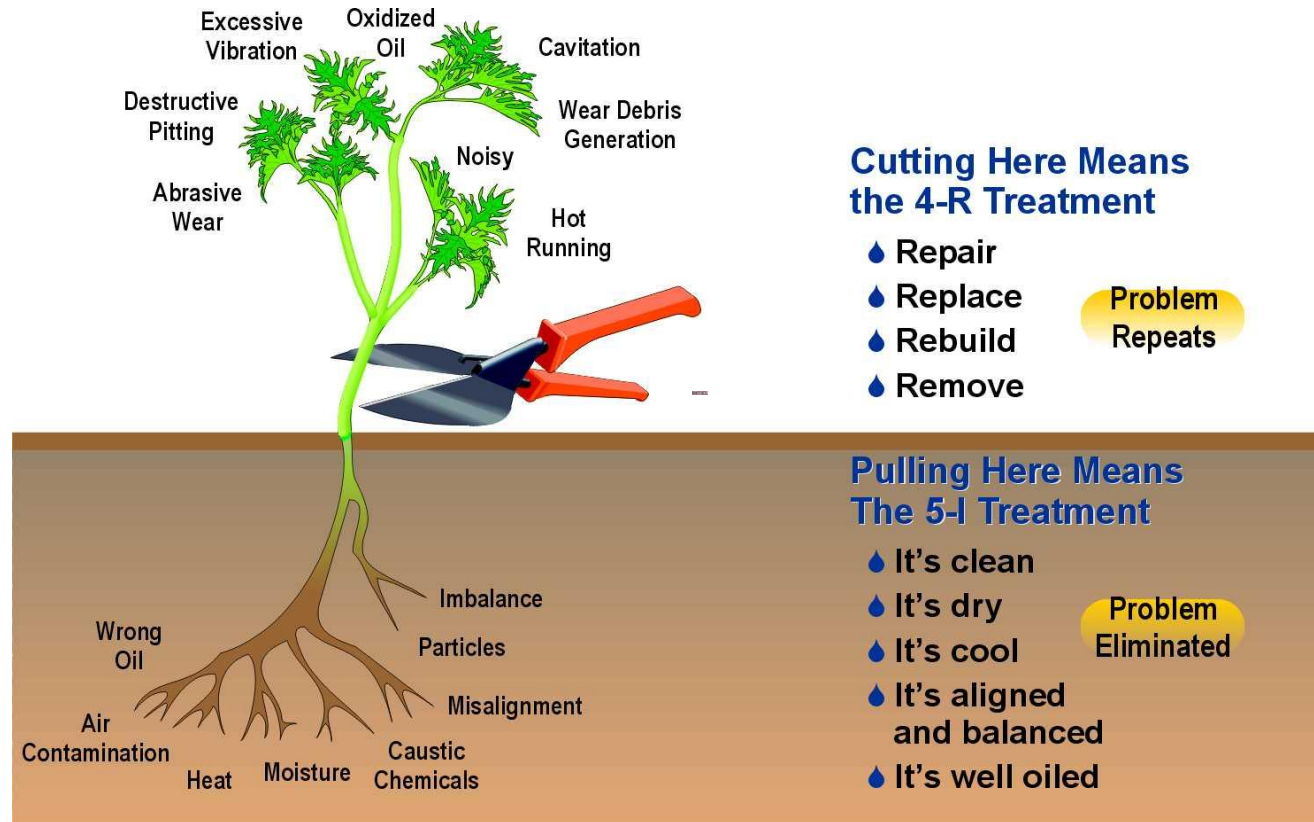 Excessive
Vibration
Oxidized
Oil
Cavitation
Destructive
Pitting
Wear Debris
Generation
Noisy
Abrasive
Wear
Hot
Running
Cutting Here Means
the 4-R Treatment
Repair
Replace
Rebuild
Remove
Problem
Repeats
Pulling Here Means
The 5-I Treatment
It's clean
It's dry
It's cool
It's aligned
and balanced
It's well oiled
Problem
Eliminated
Imbalance
Particles
Wrong
Oil
Misalignment
Air
Contamination
Heat
Moisture
Caustic
Chemicals